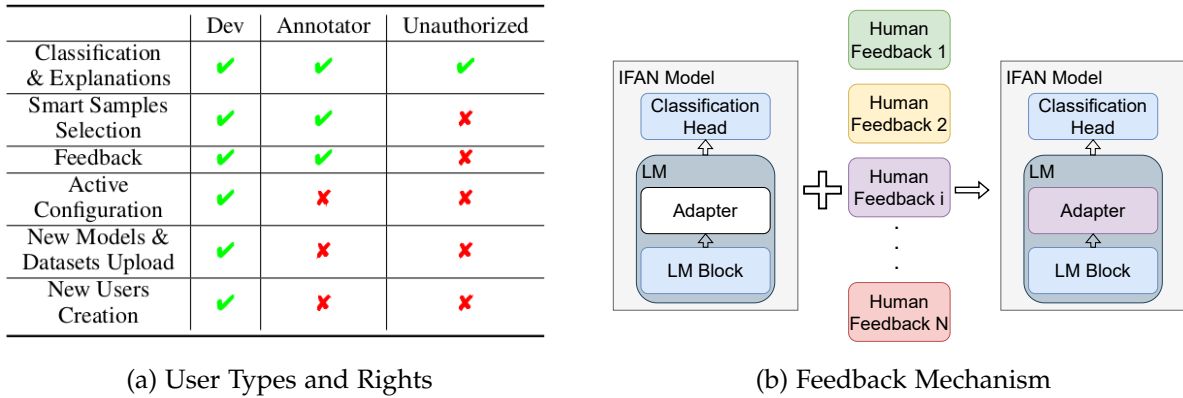 Dev Annotator Unauthorized
Classification
& Explanations ✔ ✔ ✔
Smart Samples
Selection ✔ ✔ ✘
Feedback ✔ ✔ ✘
Active
Configuration ✔ ✘ ✘
New Models &
Datasets Upload ✔ ✘ ✘
New Users
Creation ✔ ✘ ✘
(a) User Types and Rights
IFAN Model
Classification
Head
LM
Adapter
LM Block
Human
Feedback 1
Human
Feedback 2
Human
Feedback i
.
.
.
Human
Feedback N
IFAN Model
Classification
Head
LM
Adapter
LM Block
(b) Feedback Mechanism